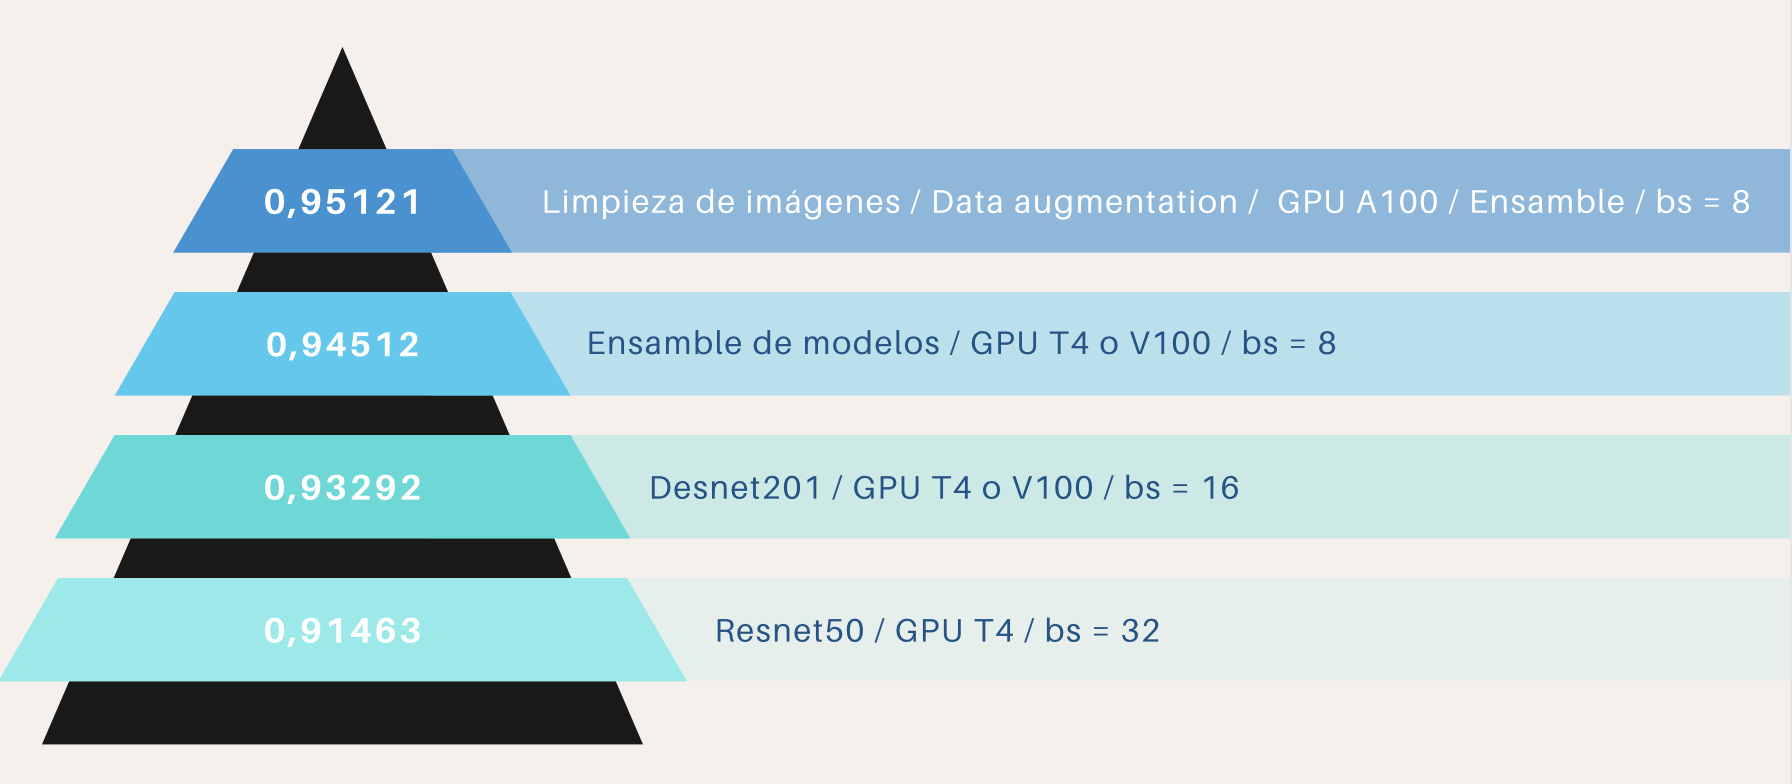 0,95121 Limpieza de imágenes / Data augmentation / GPU A100 / Ensamble / bs = 8
0,94512 Ensamble de modelos / GPU T4 o V100 / bs = 8
0,93292 Desnet201 / GPU T4 o V100 / bs = 16
0,91463 Resnet50 / GPU T4 / bs = 32